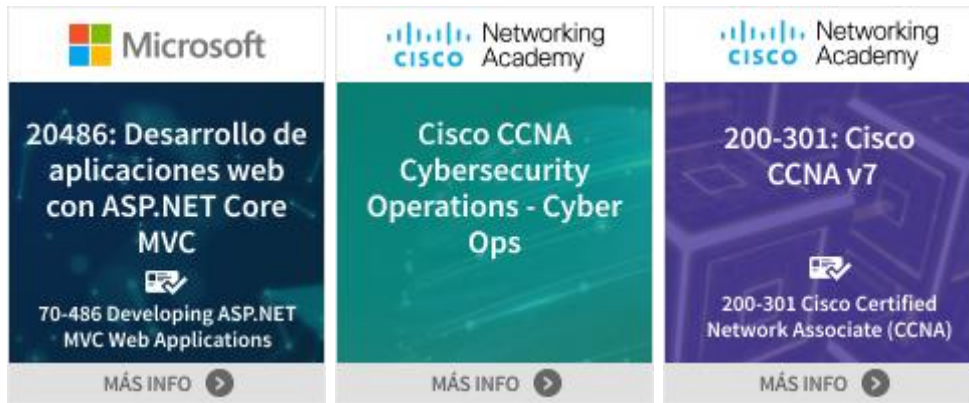 Microsoft
20486: Desarrollo de
aplicaciones web
con ASP.NET Core
MVC
70-486 Developing ASP.NET
MVC Web Applications
MÁS INFO
CISCO
Networking
Academy
Cisco CCNA
Cybersecurity
Operations - Cyber
Ops
MÁS INFO
CISCO
Networking
Academy
200-301: Cisco
CCNA v7
200-301 Cisco Certified
Network Associate (CCNA)
MÁS INFO